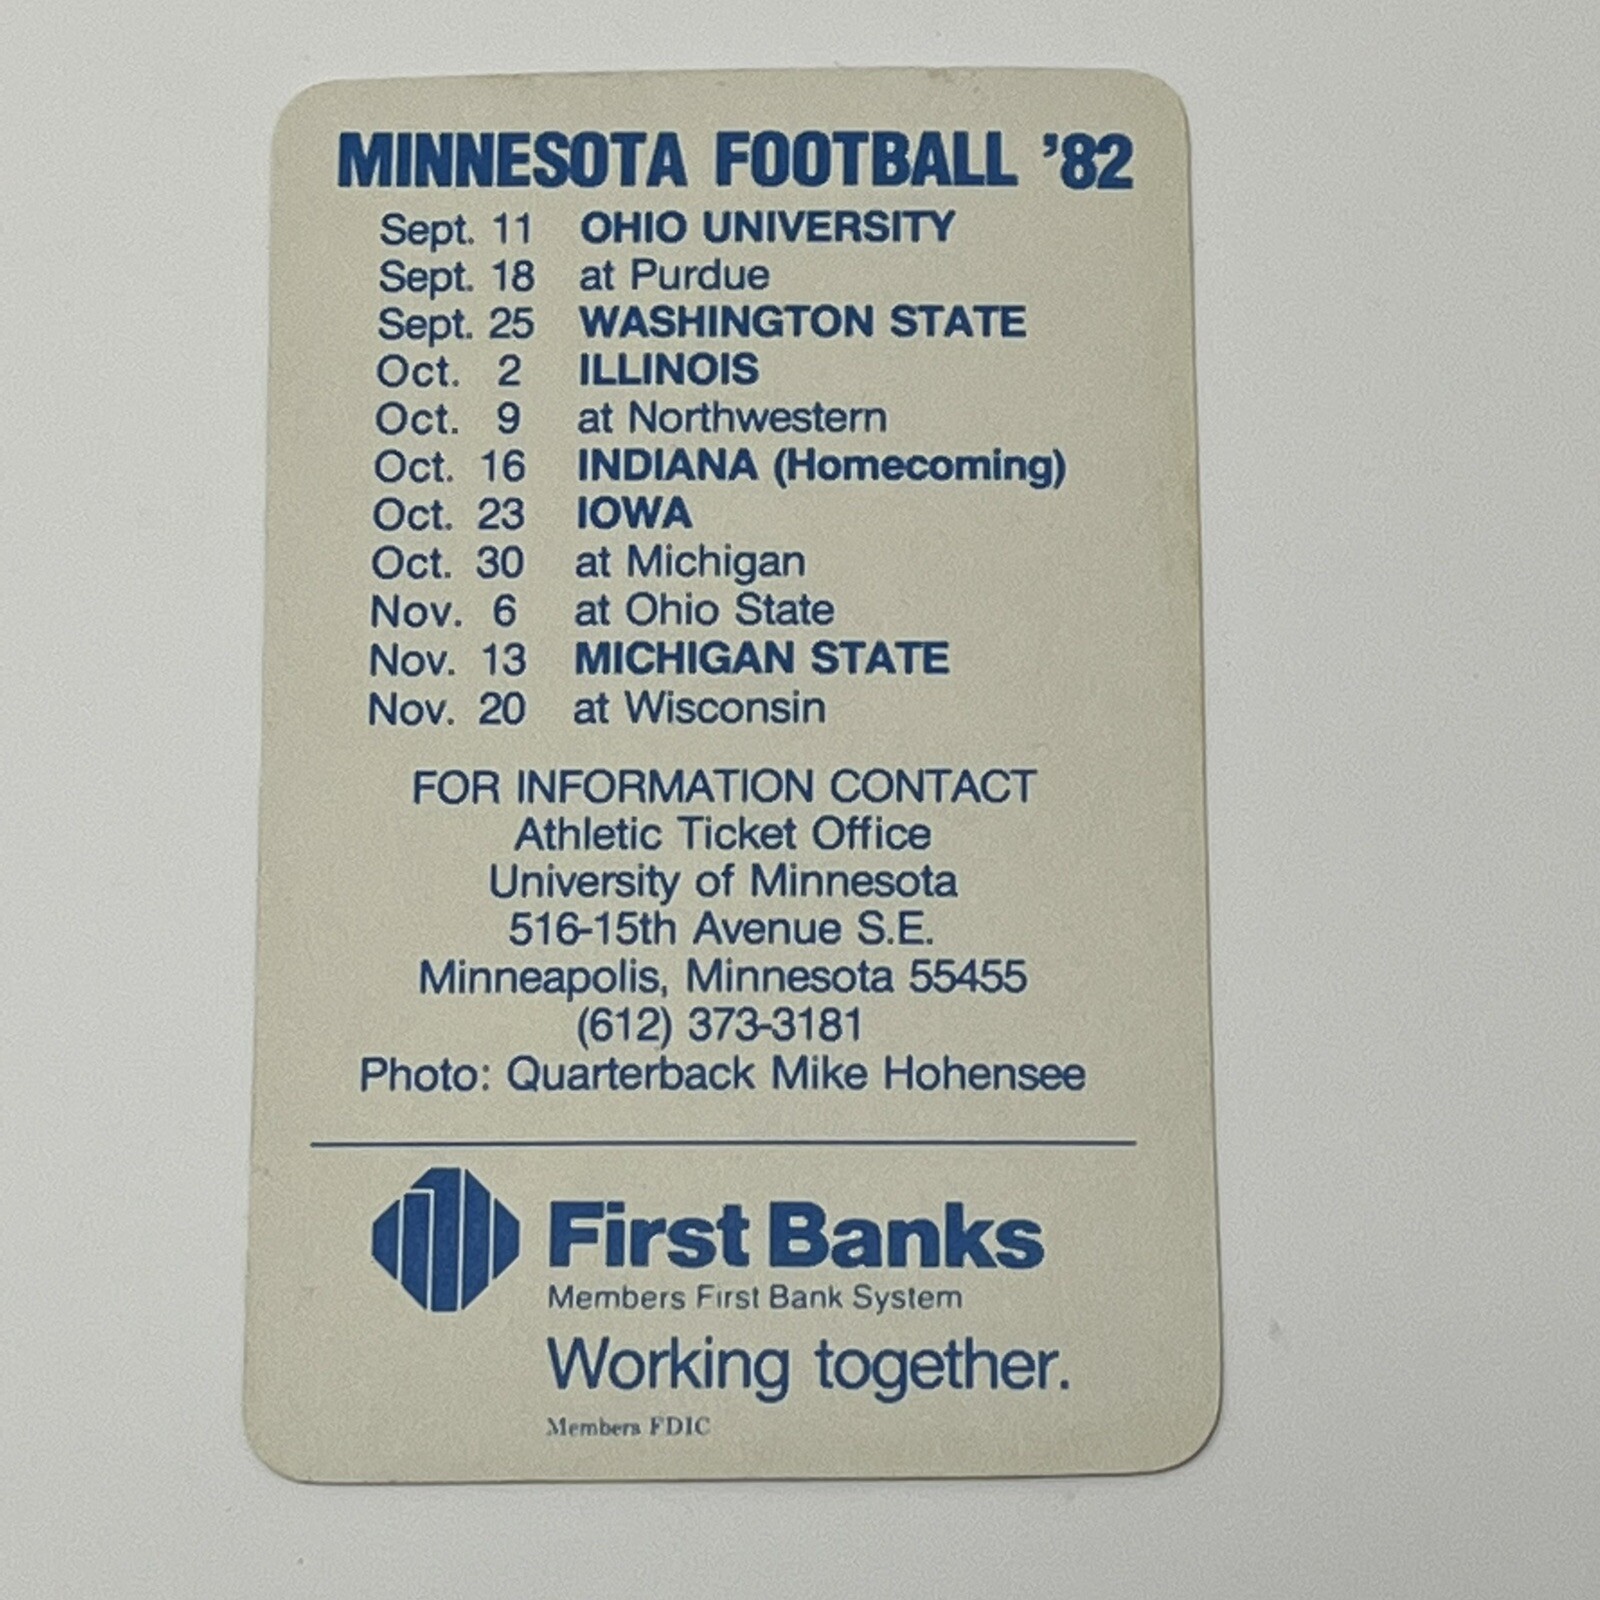 MINNESOTA FOOTBALL '82
Sept. 11 OHIO UNIVERSITY
Sept. 18 at Purdue
Sept. 25 WASHINGTON STATE
Oct. 2 ILLINOIS
Oct. 9 at Northwestern
Oct. 16 INDIANA (Homecoming)
Oct. 23 IOWA
Oct. 30 at Michigan
Nov. 6 at Ohio State
Nov. 13 MICHIGAN STATE
Nov. 20 at Wisconsin
FOR INFORMATION CONTACT
Athletic Ticket Office
University of Minnesota
516-15th Avenue S.E.
Minneapolis, Minnesota 55455
(612) 373-3181
Photo: Quarterback Mike Hohensee
First Banks
Members First Bank System
Working together.
Members FDIC